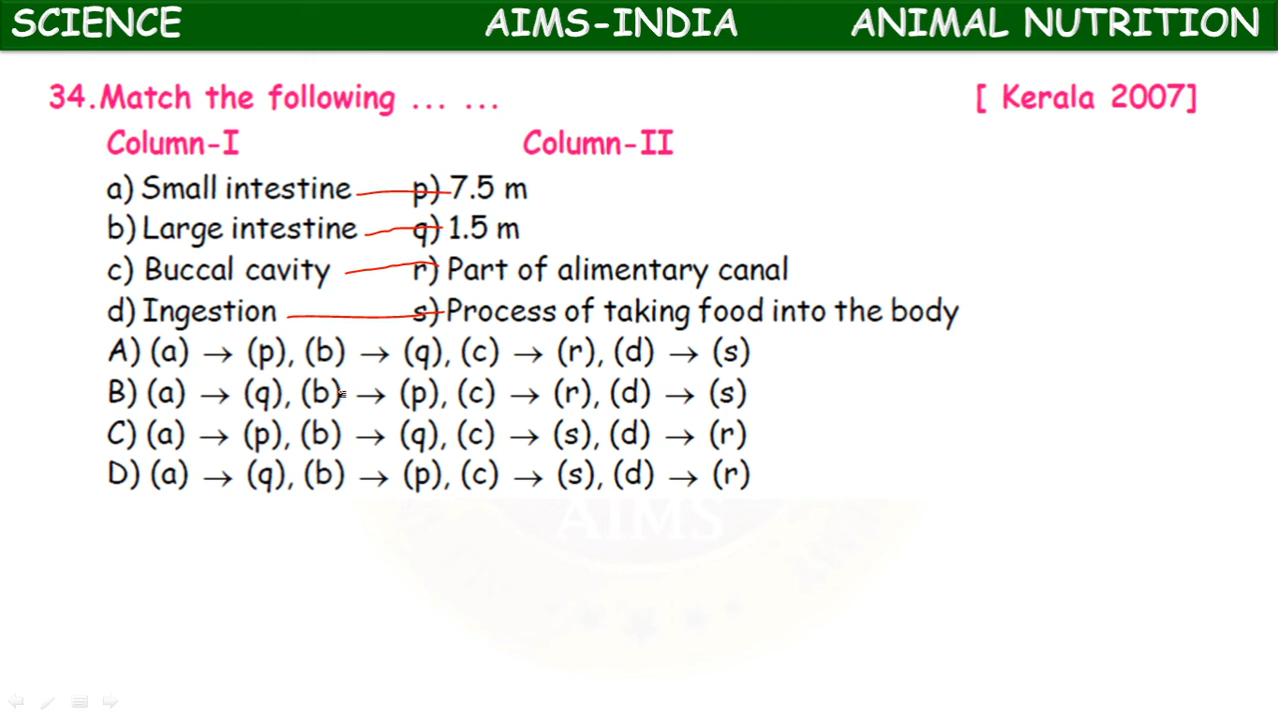 SCIENCE AIMS-INDIA ANIMAL NUTRITION
34.Match the following ... ... [ Kerala 2007]
Column-I Column-II
a) Small intestine p) 7.5 m
b) Large intestine q) 1.5 m
c) Buccal cavity r) Part of alimentary canal
d) Ingestion s) Process of taking food into the body
A) (a) → (p), (b) → (q), (c) → (r), (d) → (s)
B) (a) → (q), (b) → (p), (c) → (r), (d) → (s)
C) (a) → (p), (b) → (q), (c) → (s), (d) → (r)
D) (a) → (q), (b) → (p), (c) → (s), (d) → (r)
AIMS